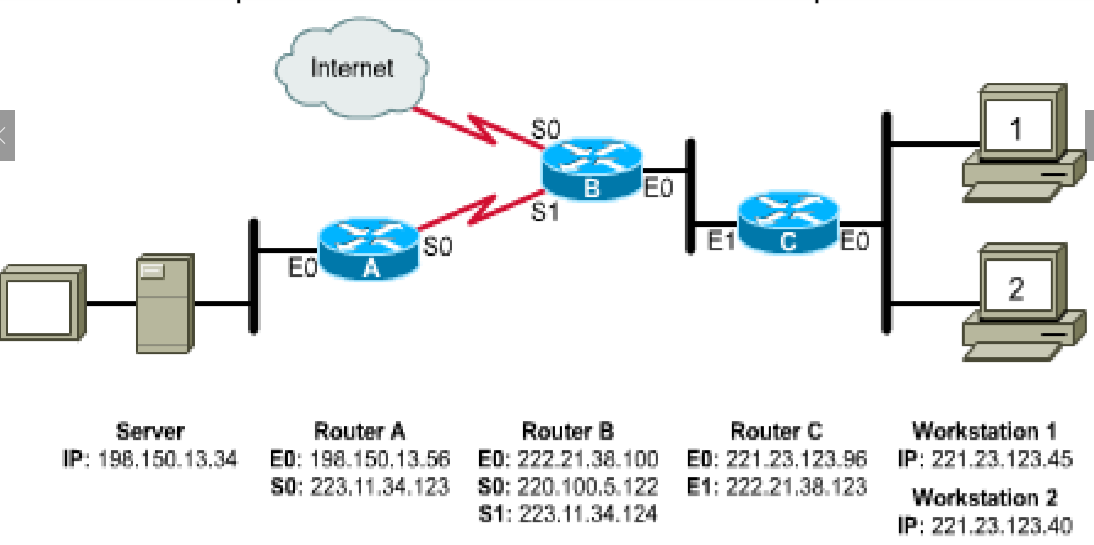 Internet
S0
B
E0
S1
S0
E0
A
E1
C
E0
1
2
Server
IP: 198.150.13.34
Router A
E0: 198.150.13.56
S0: 223.11.34.123
Router B
E0: 222.21.38.100
S0: 220.100.5.122
S1: 223.11.34.124
Router C
E0: 221.23.123.96
E1: 222.21.38.123
Workstation 1
IP: 221.23.123.45
Workstation 2
IP: 221.23.123.40